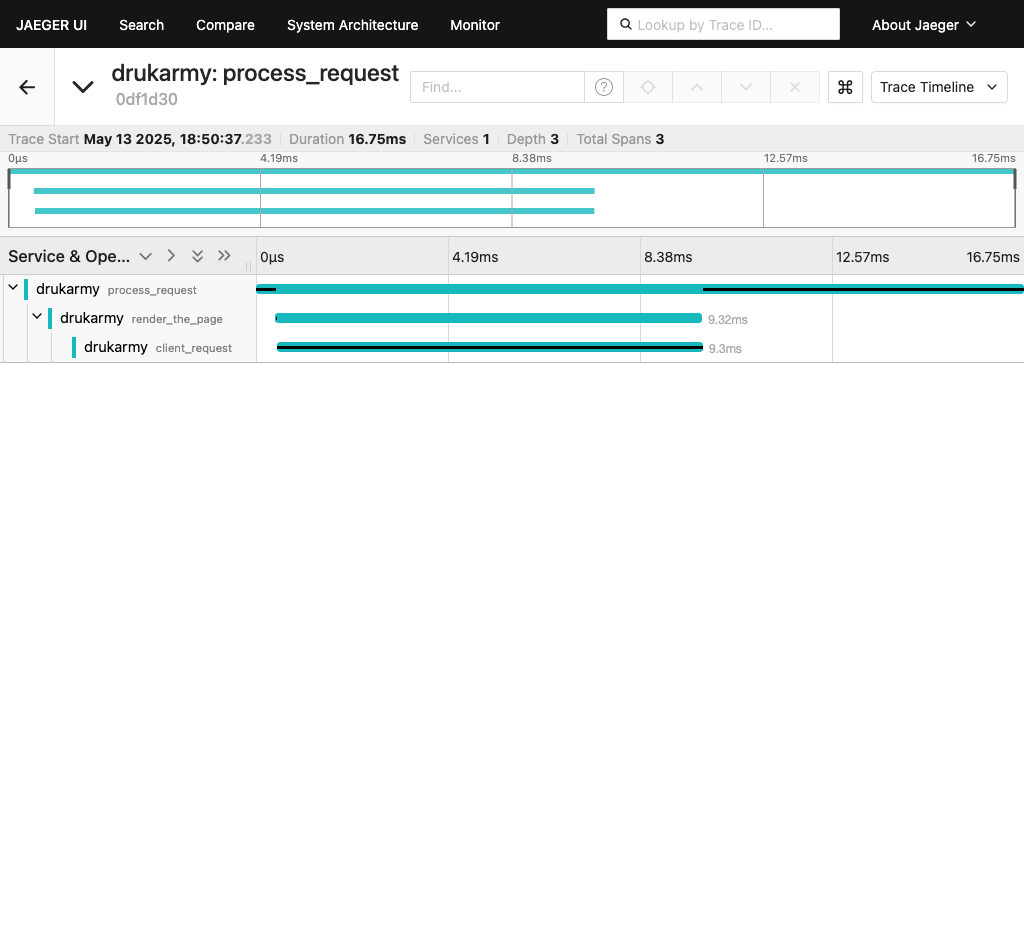 JAEGER UI Search Compare System Architecture Monitor Lookup by Trace ID... About Jaeger
drukarmy: process_request
0df1d30
Find... Trace Timeline
Trace Start May 13 2025, 18:50:37.233 Duration 16.75ms Services 1 Depth 3 Total Spans 3
0μs 4.19ms 8.38ms 12.57ms 16.75ms
Service & Ope... 0μs 4.19ms 8.38ms 12.57ms 16.75ms
drukarmy process_request
drukarmy render_the_page 9.32ms
drukarmy client_request 9.3ms